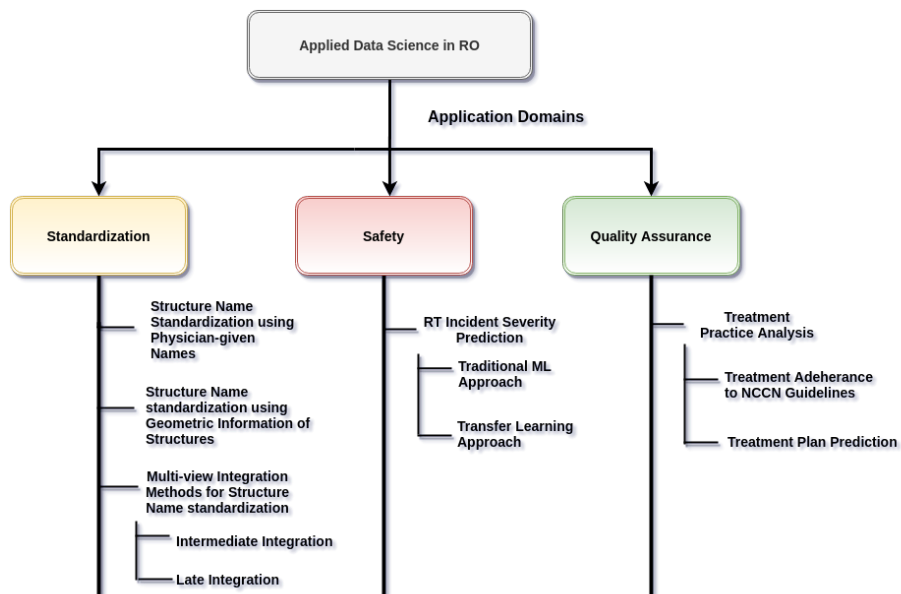 Applied Data Science in RO
Application Domains
Standardization
Safety
Quality Assurance
Structure Name
Standardization using
Physician-given
Names
Structure Name
standardization using
Geometric Information of
Structures
Multi-view Integration
Methods for Structure
Name standardization
Intermediate Integration
Late Integration
RT Incident Severity
Prediction
Traditional ML
Approach
Transfer Learning
Approach
Treatment
Practice Analysis
Treatment Adeherance
to NCCN Guidelines
Treatment Plan Prediction